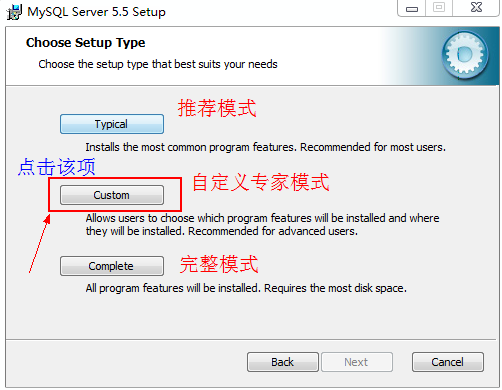 MySQL Server 5.5 Setup
Choose Setup Type
Choose the setup type that best suits your needs
推荐模式
Typical
Installs the most common program features. Recommended for most users.
点击该项
自定义专家模式
Custom
Allows users to choose which program features will be installed and where
they will be installed. Recommended for advanced users.
完整模式
Complete
All program features will be installed. Requires the most disk space.
Back
Next
Cancel